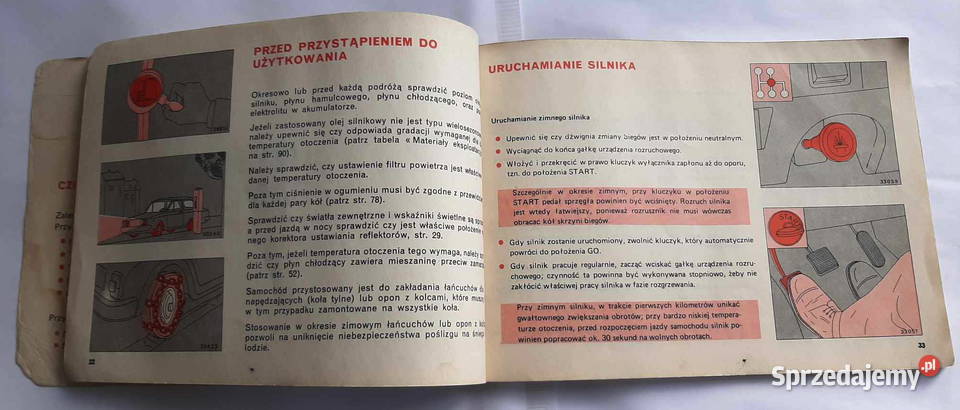 PRZED PRZYSTĄPIENIEM DO
UŻYTKOWANIA
Okresowo lub przed każdą podróżą sprawdzić poziom
silniku, płynu hamulcowego, płynu chłodzącego, oraz
elektrolitu w akumulatorze.
Jeżeli zastosowany olej silnikowy nie jest typu
należy upewnić się czy odpowiada gradacji wymaganej
temperatury otoczenia (patrz tabela «Materiały
na str. 90).
Należy sprawdzić, czy ustawienie filtru powietrza jest
danej temperatury otoczenia.
Poza tym ciśnienie w ogumieniu musi być zgodne z
dla każdej pary kół (patrz str. 78).
Sprawdzić czy światła zewnętrzne i wskaźniki świetlne są
a przed jazdą w nocy sprawdzić czy jest właściwe położenie
nego korektora ustawiania reflektorów, str. 29.
Poza tym, jeżeli temperatura otoczenia tego wymaga, należy
dzić czy płyn chłodzący zawiera mieszaninę przeciw
(patrz str. 52).
Samochód przystosowany jest do zakładania łańcuchów
napędzających (koła tylne) lub opon z kolcami, które
w tym przypadku zamontowane na wszystkie koła.
Stosowanie w okresie zimowym łańcuchów lub opon z
pozwoli na uniknięcie niebezpieczeństwa poślizgu na
lodzie.
32
URUCHAMIANIE SILNIKA
Uruchamianie zimnego silnika
● Upewnić się czy dźwignia zmiany biegów jest w położeniu neutralnym.
● Wyciągnąć do końca gałkę urządzenia rozruchowego.
● Włożyć i przekręcić w prawo kluczyk wyłącznika zapłonu aż do oporu,
tzn. do położenia START.
Szczególnie w okresie zimnym, przy kluczyku w położeniu
START pedał sprzęgła powinien być wciśnięty. Rozruch silnika
jest wtedy łatwiejszy, ponieważ rozrusznik nie musi wówczas
obracać kół skrzyni biegów.
● Gdy silnik zostanie uruchomiony, zwolnić kluczyk, który automatycznie
powróci do położenia GO.
● Gdy silnik pracuje regularnie, zacząć wciskać gałkę urządzenia rozru-
chowego; czynność ta powinna być wykonywana stopniowo, żeby nie
zakłócić właściwej pracy silnika w fazie rozgrzewania.
Przy zimnym silniku, w trakcie pierwszych kilometrów unikać
gwałtownego zwiększania obrotów; przy bardzo niskiej tempera-
turze otoczenia, przed rozpoczęciem jazdy samochodu silnik po-
winien popracować ok. 30 sekund na wolnych obrotach.
START
33
Sprzedajemy.pl